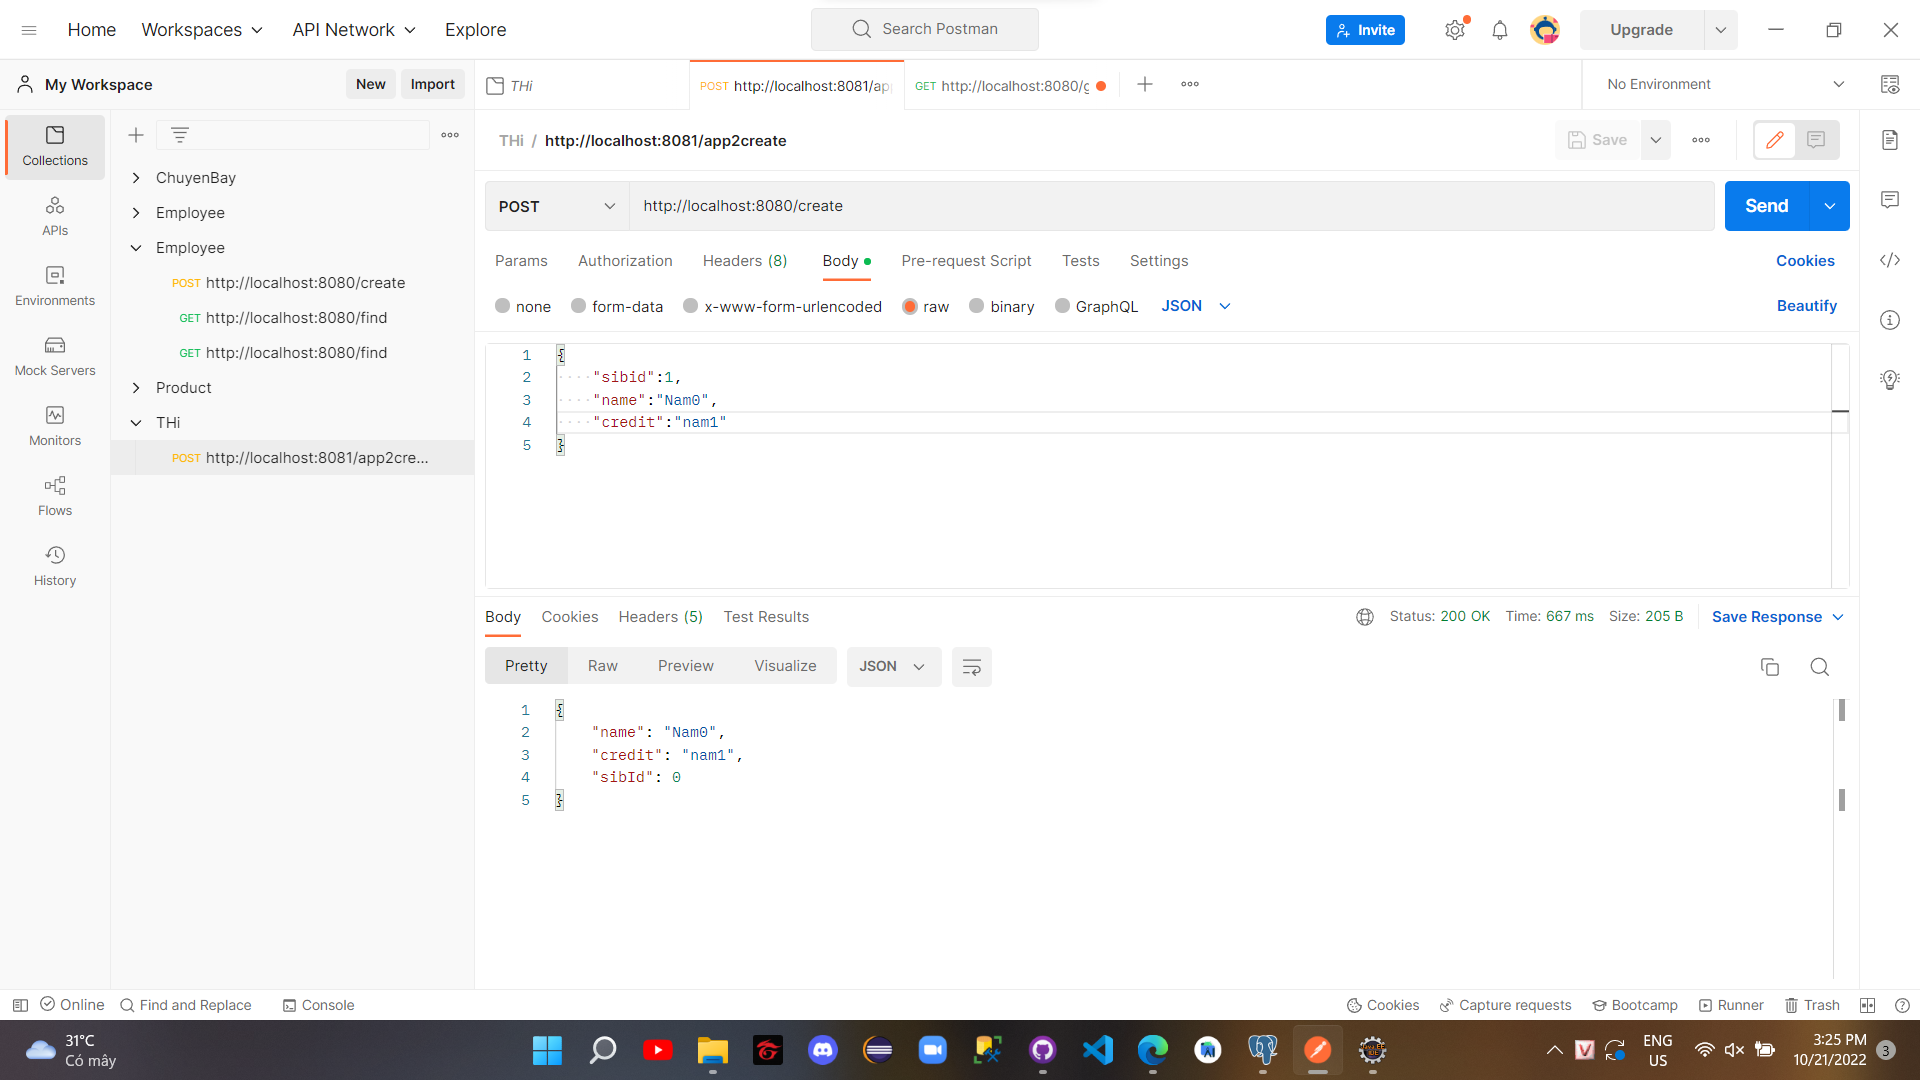 Home Workspaces API Network Explore Search Postman Invite Upgrade
My Workspace New Import THi POST http://localhost:8081/app GET http://localhost:8080/g No Environment
Collections
APIs
Environments
Mock Servers
Monitors
Flows
History
ChuyenBay
Employee
Employee
POST http://localhost:8080/create
GET http://localhost:8080/find
GET http://localhost:8080/find
Product
THi
POST http://localhost:8081/app2cre...
THi / http://localhost:8081/app2create Save
POST http://localhost:8080/create Send
Params Authorization Headers (8) Body Pre-request Script Tests Settings Cookies
none form-data x-www-form-urlencoded raw binary GraphQL JSON Beautify
1 {
2 ····"sibid":1,
3 ····"name":"Nam0",
4 ····"credit":"nam1"
5 }
Body Cookies Headers (5) Test Results Status: 200 OK Time: 667 ms Size: 205 B Save Response
Pretty Raw Preview Visualize JSON
1 {
2 "name": "Nam0",
3 "credit": "nam1",
4 "sibId": 0
5 }
Online Find and Replace Console Cookies Capture requests Bootcamp Runner Trash
31°C
Có mây
ENG
US
3:25 PM
10/21/2022
3